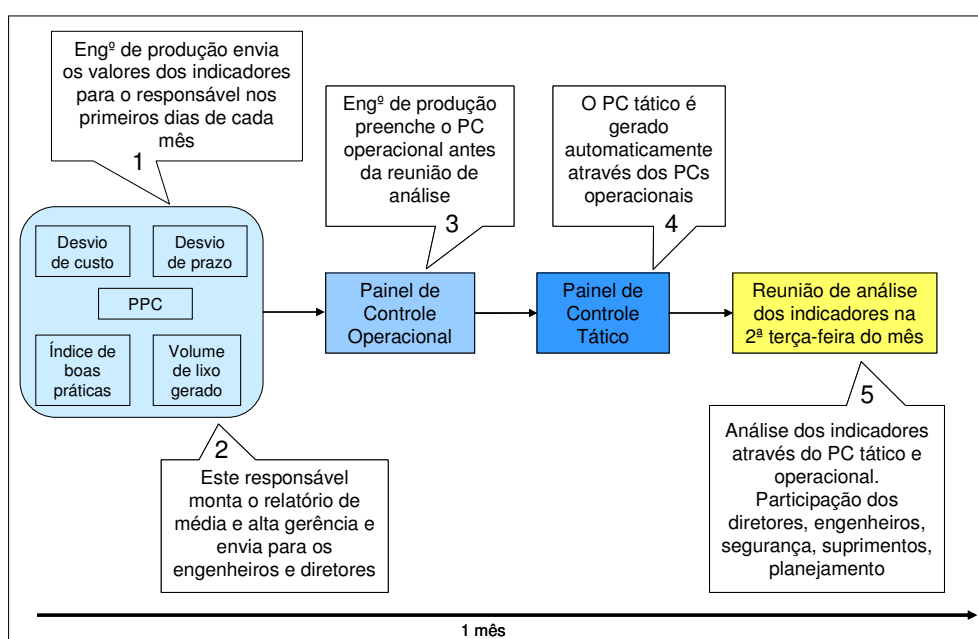 Engº de produção envia
os valores dos indicadores
para o responsável nos
primeiros dias de cada
mês
1
Desvio
de custo
Desvio
de prazo
PPC
Índice de
boas
práticas
Volume
de lixo
gerado
2
Este responsável
monta o relatório de
média e alta gerência e
envia para os
engenheiros e diretores
Engº de produção
preenche o PC
operacional antes
da reunião de
análise
3
Painel de
Controle
Operacional
O PC tático é
gerado
automaticamente
através dos PCs
operacionais
4
Painel de
Controle
Tático
Reunião de análise
dos indicadores na
2ª terça-feira do mês
5
Análise dos indicadores
através do PC tático e
operacional.
Participação dos
diretores, engenheiros,
segurança, suprimentos,
planejamento
1 mês